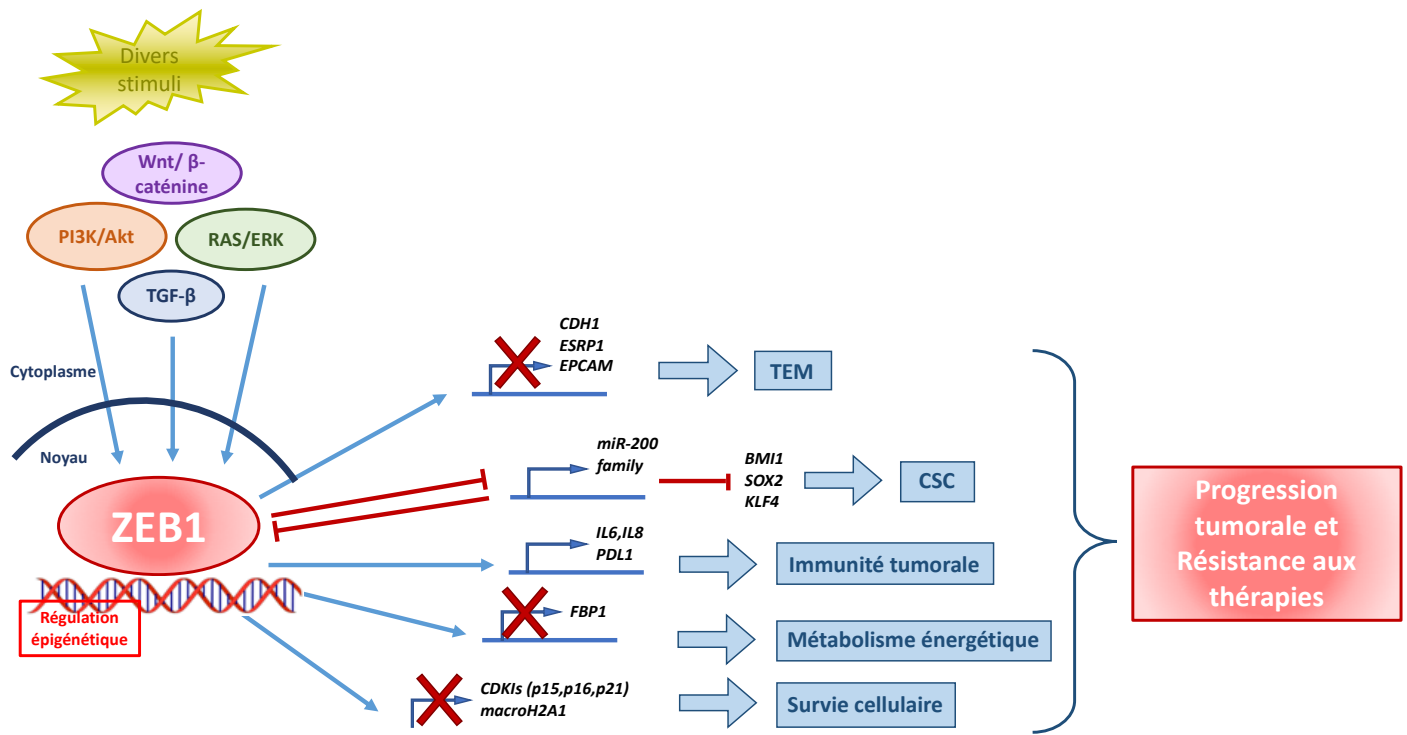 Divers
stimuli
Wnt/ β-
caténine
PI3K/Akt
RAS/ERK
TGF-β
Cytoplasme
Noyau
ZEB1
Régulation
épigénétique
CDH1
ESRP1
EPCAM
TEM
miR-200
family
BMI1
SOX2
KLF4
CSC
IL6,IL8
PDL1
Immunité tumorale
FBP1
Métabolisme énergétique
CDKIs (p15,p16,p21)
macroH2A1
Survie cellulaire
Progression
tumorale et
Résistance aux
thérapies